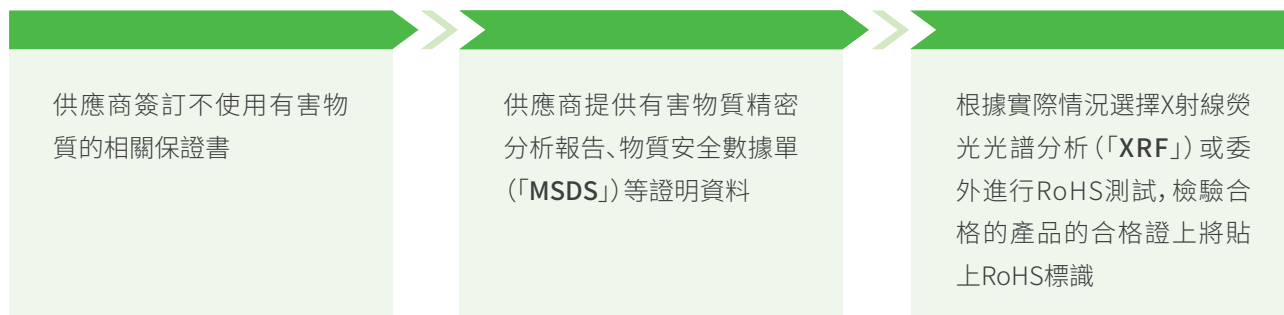 供應商簽訂不使用有害物
質的相關保證書
供應商提供有害物質精密
分析報告、物質安全數據單
(「MSDS」)等證明資料
根據實際情況選擇X射線熒
光光譜分析(「XRF」)或委
外進行RoHS測試,檢驗合
格的產品的合格證上將貼
上RoHS標識